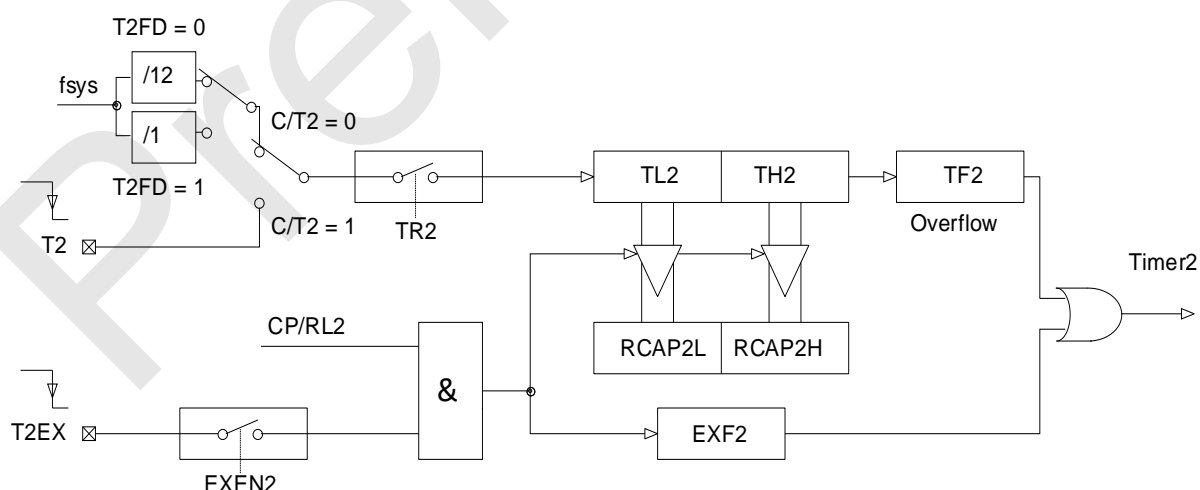 T2FD = 0
/12
fsys
C/T2 = 0
/1
T2FD = 1
C/T2 = 1
T2
TR2
TL2
TH2
TF2
Overflow
Timer2
CP/RL2
RCAP2L
RCAP2H
&
T2EX
EXF2
EXEN2
Pre